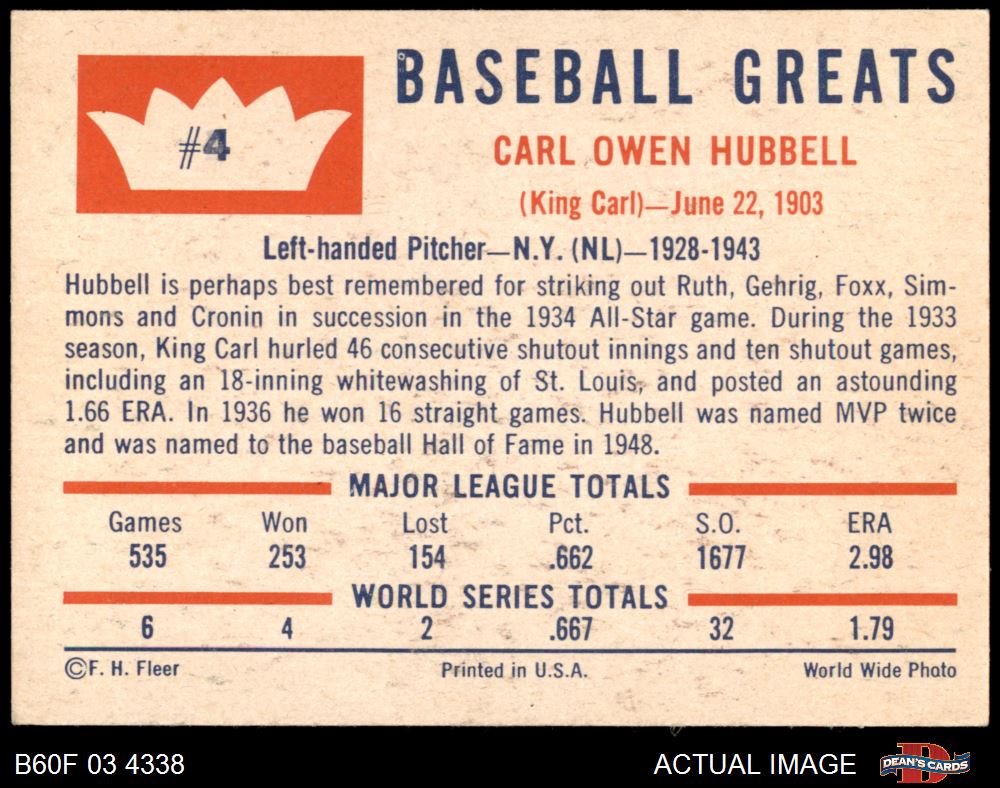 #4
BASEBALL GREATS
CARL OWEN HUBBELL
(King Carl)—June 22, 1903
Left-handed Pitcher—N.Y. (NL)—1928-1943
Hubbell is perhaps best remembered for striking out Ruth, Gehrig, Foxx, Sim-
mons and Cronin in succession in the 1934 All-Star game. During the 1933
season, King Carl hurled 46 consecutive shutout innings and ten shutout games,
including an 18-inning whitewashing of St. Louis, and posted an astounding
1.66 ERA. In 1936 he won 16 straight games. Hubbell was named MVP twice
and was named to the baseball Hall of Fame in 1948.
MAJOR LEAGUE TOTALS
Games Won Lost Pct. S.O. ERA
535 253 154 .662 1677 2.98
WORLD SERIES TOTALS
6 4 2 .667 32 1.79
©F. H. Fleer Printed in U.S.A. World Wide Photo
B60F 03 4338 ACTUAL IMAGE DEAN'S CARDS